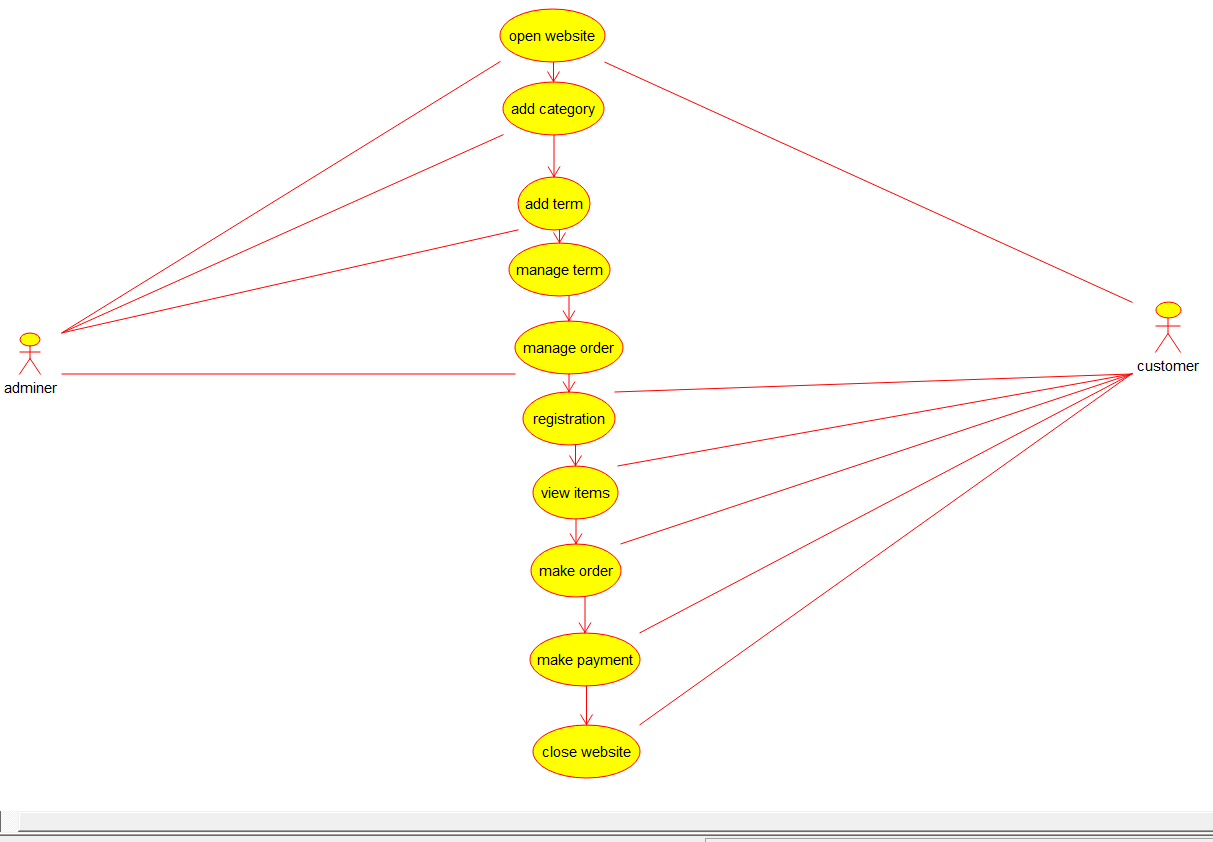 open website
add category
add term
manage term
manage order
adminer
customer
registration
view items
make order
make payment
close website